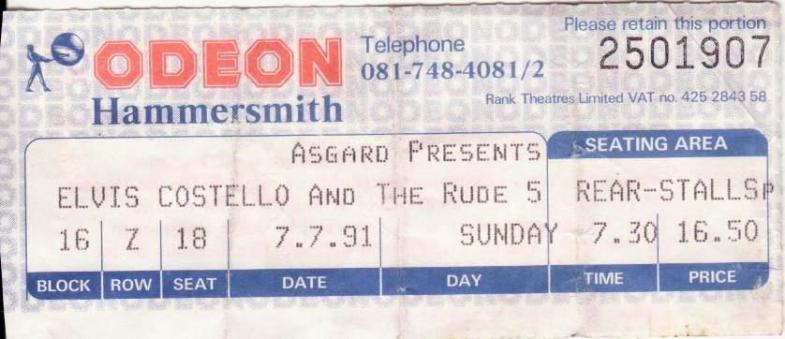 Please retain this portion
ODEON
Hammersmith
Telephone
081-748-4081/2
2501907
Rank Theatres Limited VAT no. 425 2843 58
ASGARD PRESENTS
SEATING AREA
ELVIS COSTELLO AND THE RUDE 5
REAR-STALLSP
16 Z 18 7.7.91 SUNDAY 7.30 16.50
BLOCK ROW SEAT DATE DAY TIME PRICE